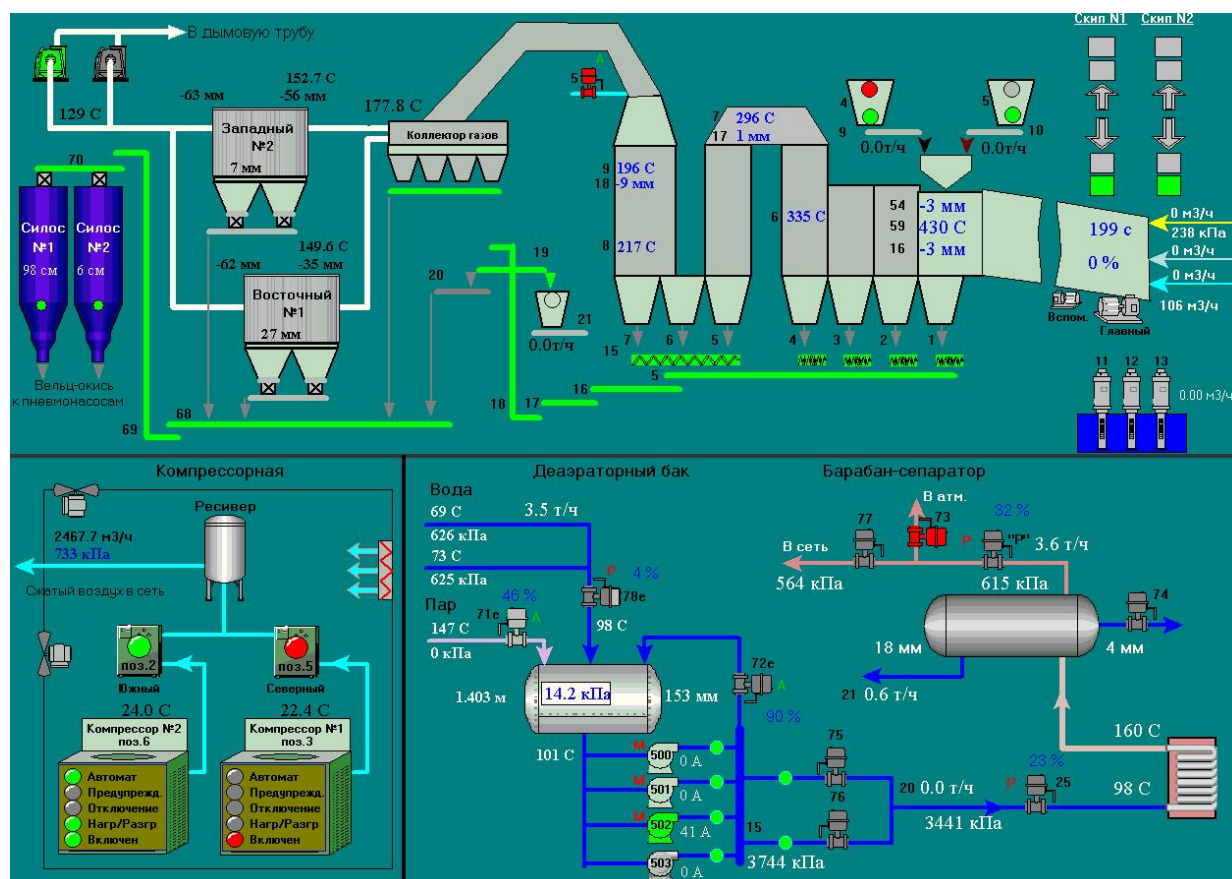 В дымовую трубу
Скип N1 Скип N2
129 С
-63 мм
152.7 С
-56 мм
177.8 С
Западный
№2
7 мм
Коллектор газов
5
А
7
296 С
17
1 мм
4
5
9
10
0.0т/ч
0.0т/ч
70
9
196 С
18
-9 мм
8
217 С
6
335 С
54
-3 мм
59
430 С
16
-3 мм
199 с
0 %
0 м3/ч
238 кПа
0 м3/ч
0 м3/ч
106 м3/ч
Вспом.
Главный
Силос
№1
98 см
Силос
№2
6 см
-62 мм
149.6 С
-35 мм
Восточный
№1
27 мм
20
19
21
0.0т/ч
7
6
5
4
3
2
1
15
5
16
17
18
68
69
Вельц-окись
к пневмонасосам
11
12
13
0.00 м3/ч
Компрессорная
Ресивер
2467.7 м3/ч
733 кПа
Сжатый воздух в сеть
поз.2
Южный
поз.5
Северный
24.0 С
22.4 С
Компрессор №2
поз.6
Компрессор №1
поз.3
Автомат
Предупрежд.
Отключение
Нагр/Разгр
Включен
Автомат
Предупрежд.
Отключение
Нагр/Разгр
Включен
Деаэраторный бак
Вода
69 С
3.5 т/ч
626 кПа
73 С
625 кПа
Р
4 %
78е
Пар
46 %
71е
А
147 С
0 кПа
98 С
1.403 м
14.2 кПа
153 мм
72е
А
90 %
101 С
М
500
0 А
М
501
0 А
М
502
41 А
503
0 А
15
3744 кПа
75
76
20
0.0 т/ч
3441 кПа
Барабан-сепаратор
В атм.
77
73
32 %
Р
"Р"
3.6 т/ч
В сеть
564 кПа
615 кПа
74
18 мм
4 мм
21
0.6 т/ч
160 С
23 %
Р
25
98 С